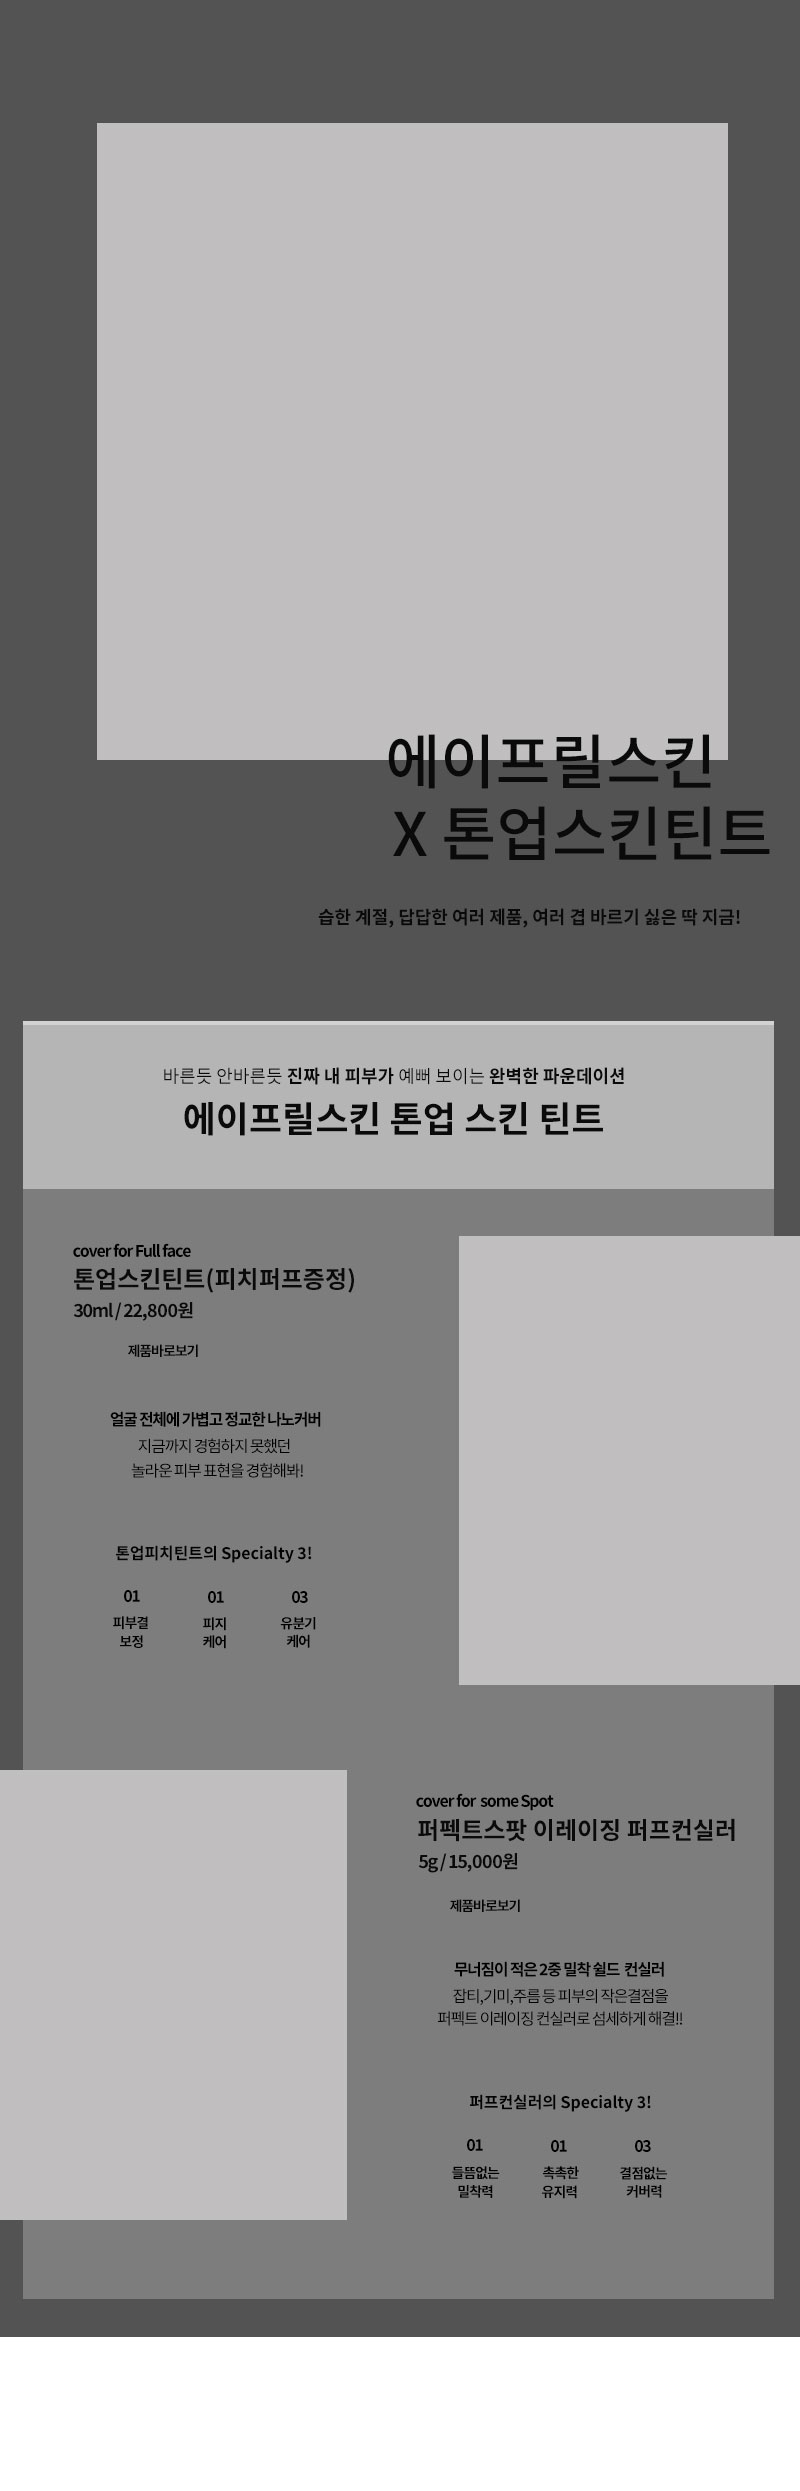 에이프릴스킨
X 톤업스킨틴트
습한 계절, 답답한 여러 제품, 여러 겹 바르기 싫은 딱 지금!
바른듯 안바른듯 진짜 내 피부가 예뻐 보이는 완벽한 파운데이션
에이프릴스킨 톤업 스킨 틴트
cover for Full face
톤업스킨틴트(피치퍼프증정)
30ml / 22,800원
제품바로보기
얼굴 전체에 가볍고 정교한 나노커버
지금까지 경험하지 못했던
놀라운 피부 표현을 경험해봐!
톤업피치틴트의 Specialty 3!
01 01 03
피부결 피지 유분기
보정 케어 케어
cover for some Spot
퍼펙트스팟 이레이징 퍼프컨실러
5g / 15,000원
제품바로보기
무너짐이 적은 2중 밀착 쉴드 컨실러
잡티,기미,주름 등 피부의 작은결점을
퍼펙트 이레이징 컨실러로 섬세하게 해결!!
퍼프컨실러의 Specialty 3!
01 01 03
들뜸없는 촉촉한 결점없는
밀착력 유지력 커버력